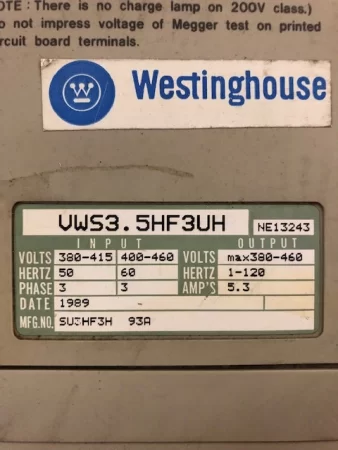 OTE: There is no charge lamp on 200V class.)
o not impress voltage of Megger test on printed
rcuit board terminals.
Westinghouse
VWS3.5HF3UH NE13243
INPUT OUTPUT
VOLTS 380-415 400-460 VOLTS max380-460
HERTZ 50 60 HERTZ 1-120
PHASE 3 3 AMP'S 5.3
DATE 1989
MFG.NO. SUJHF3H 93A